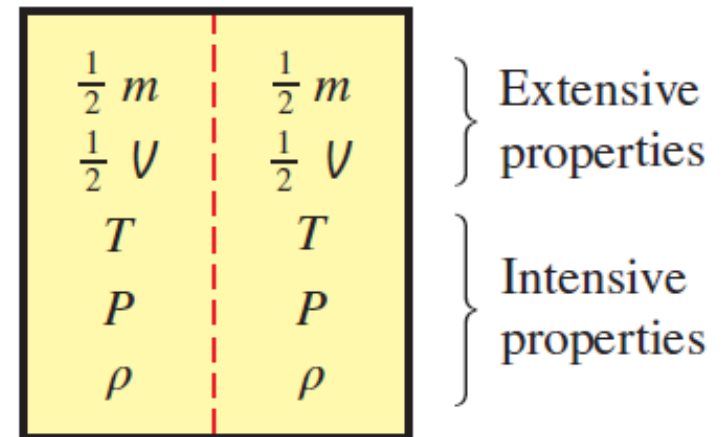 ½ m ½ m
½ V ½ V
T T
P P
ρ ρ
Extensive
properties
Intensive
properties